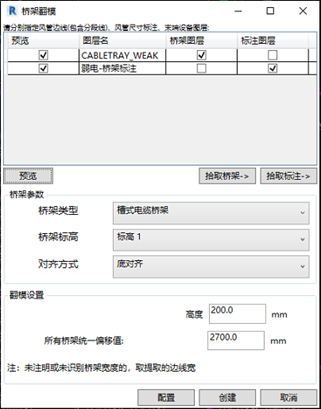 桥架翻模
请分别指定风管边线(包含分段线)、风管尺寸标注、末端设备图层:
预览 图层名 桥架图层 标注图层
CABLETRAY_WEAK
弱电-桥架标注
预览 拾取桥架-> 拾取标注->
桥架参数
桥架类型 槽式电缆桥架
桥架标高 标高 1
对齐方式 底对齐
翻模设置
高度 200.0 mm
所有桥架统一偏移值: 2700.0 mm
注：未注明或未识别桥架宽度的，取提取的边线宽
配置 创建 取消